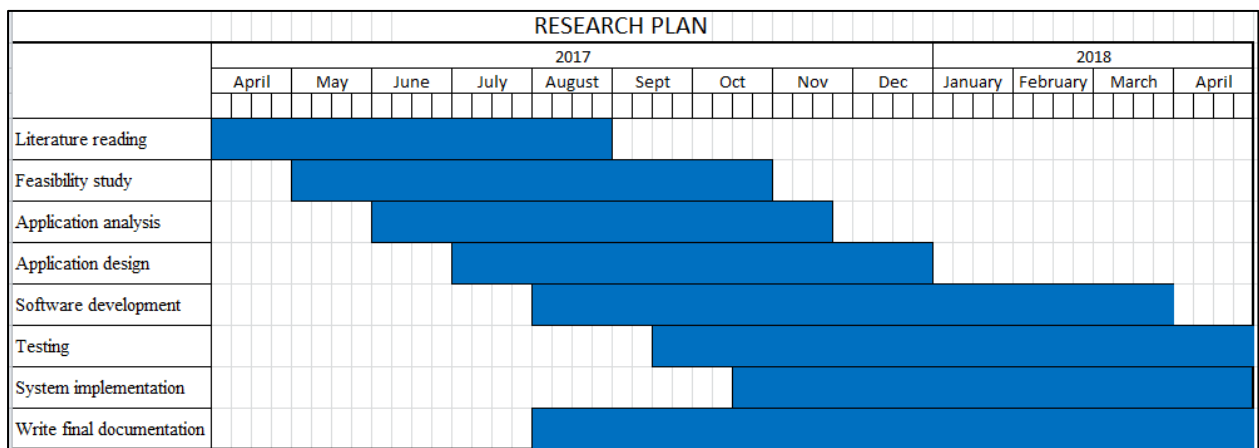 RESEARCH PLAN
2017 2018
April May June July August Sept Oct Nov Dec January February March April
Literature reading
Feasibility study
Application analysis
Application design
Software development
Testing
System implementation
Write final documentation